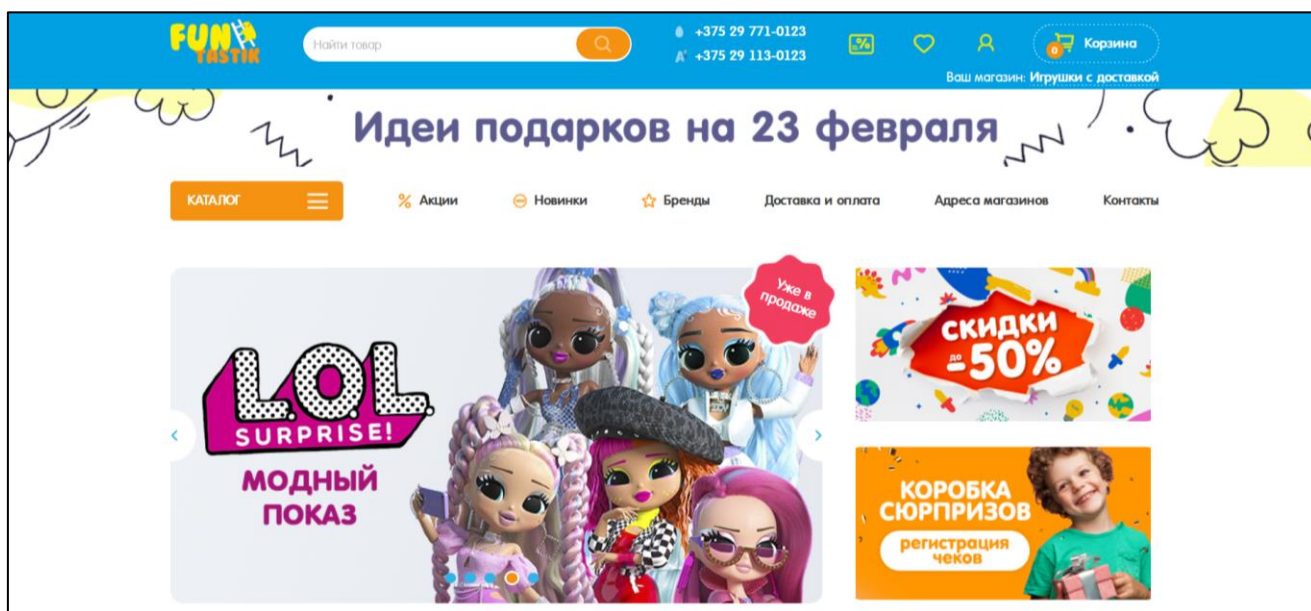 FUN
TASTIK
Найти товар
+375 29 771-0123
+375 29 113-0123
%
0
Корзина
Ваш магазин: Игрушки с доставкой
Идеи подарков на 23 февраля
КАТАЛОГ
% Акции
Новинки
Бренды
Доставка и оплата
Адреса магазинов
Контакты
Уже в
продаже
L.O.L.
SURPRISE!
МОДНЫЙ
ПОКАЗ
СКИДКИ
до
-50%
КОРОБКА
СЮРПРИЗОВ
регистрация
чеков